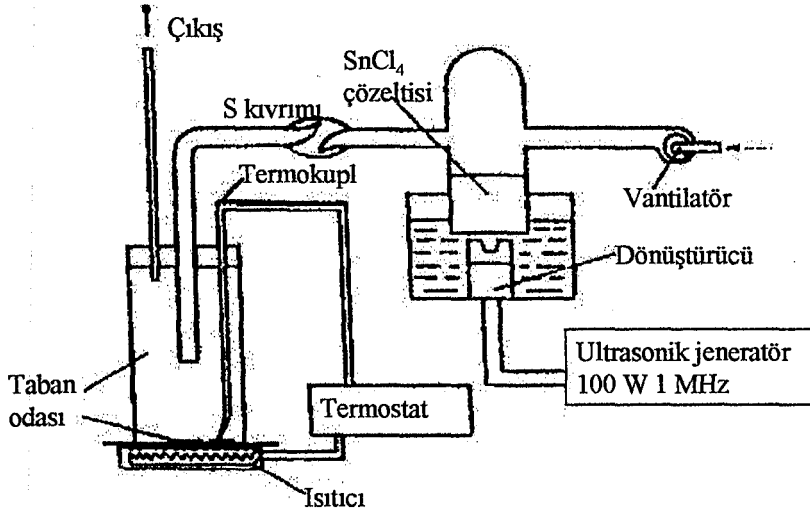 Çıkış
SnCl₄
çözeltisi
S kıvrımı
Termokupl
Vantilatör
Dönüştürücü
Ultrasonik jeneratör
100 W 1 MHz
Taban
odası
Termostat
Isıtıcı